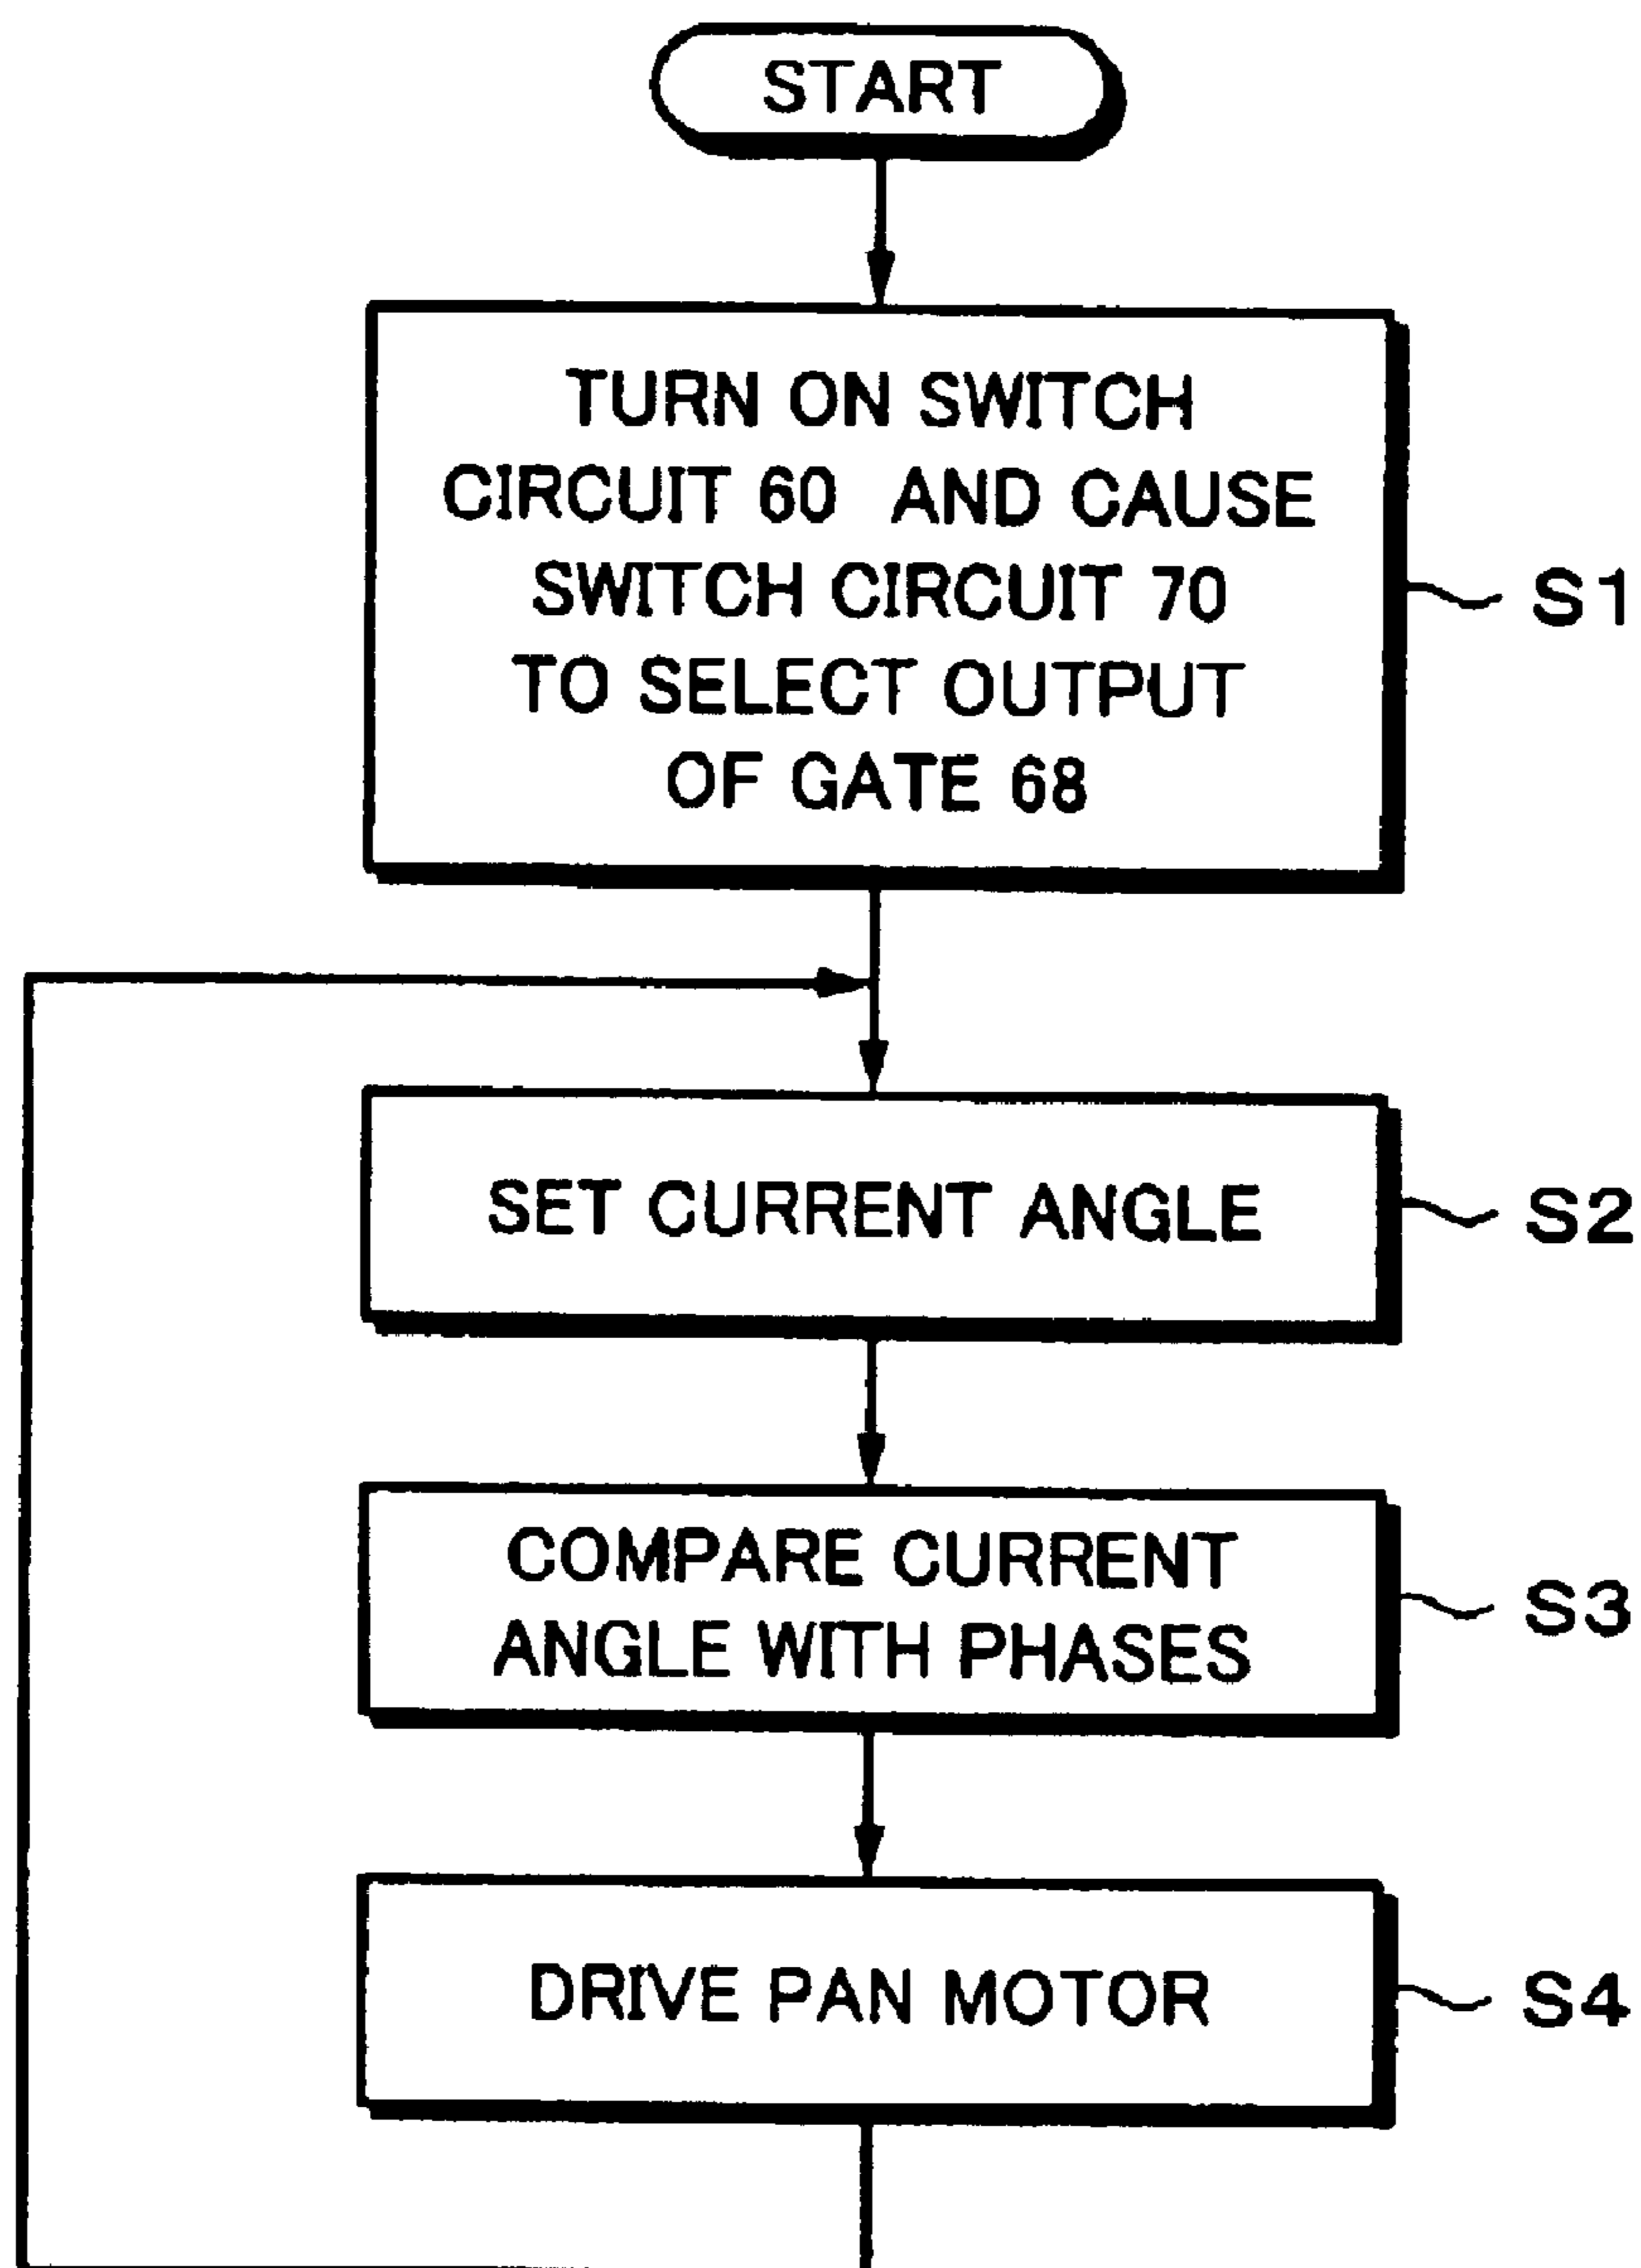 START
TURN ON SWITCH
CIRCUIT 60 AND CAUSE
SWITCH CIRCUIT 70
TO SELECT OUTPUT
OF GATE 68
S1
SET CURRENT ANGLE
S2
COMPARE CURRENT
ANGLE WITH PHASES
S3
DRIVE PAN MOTOR
S4